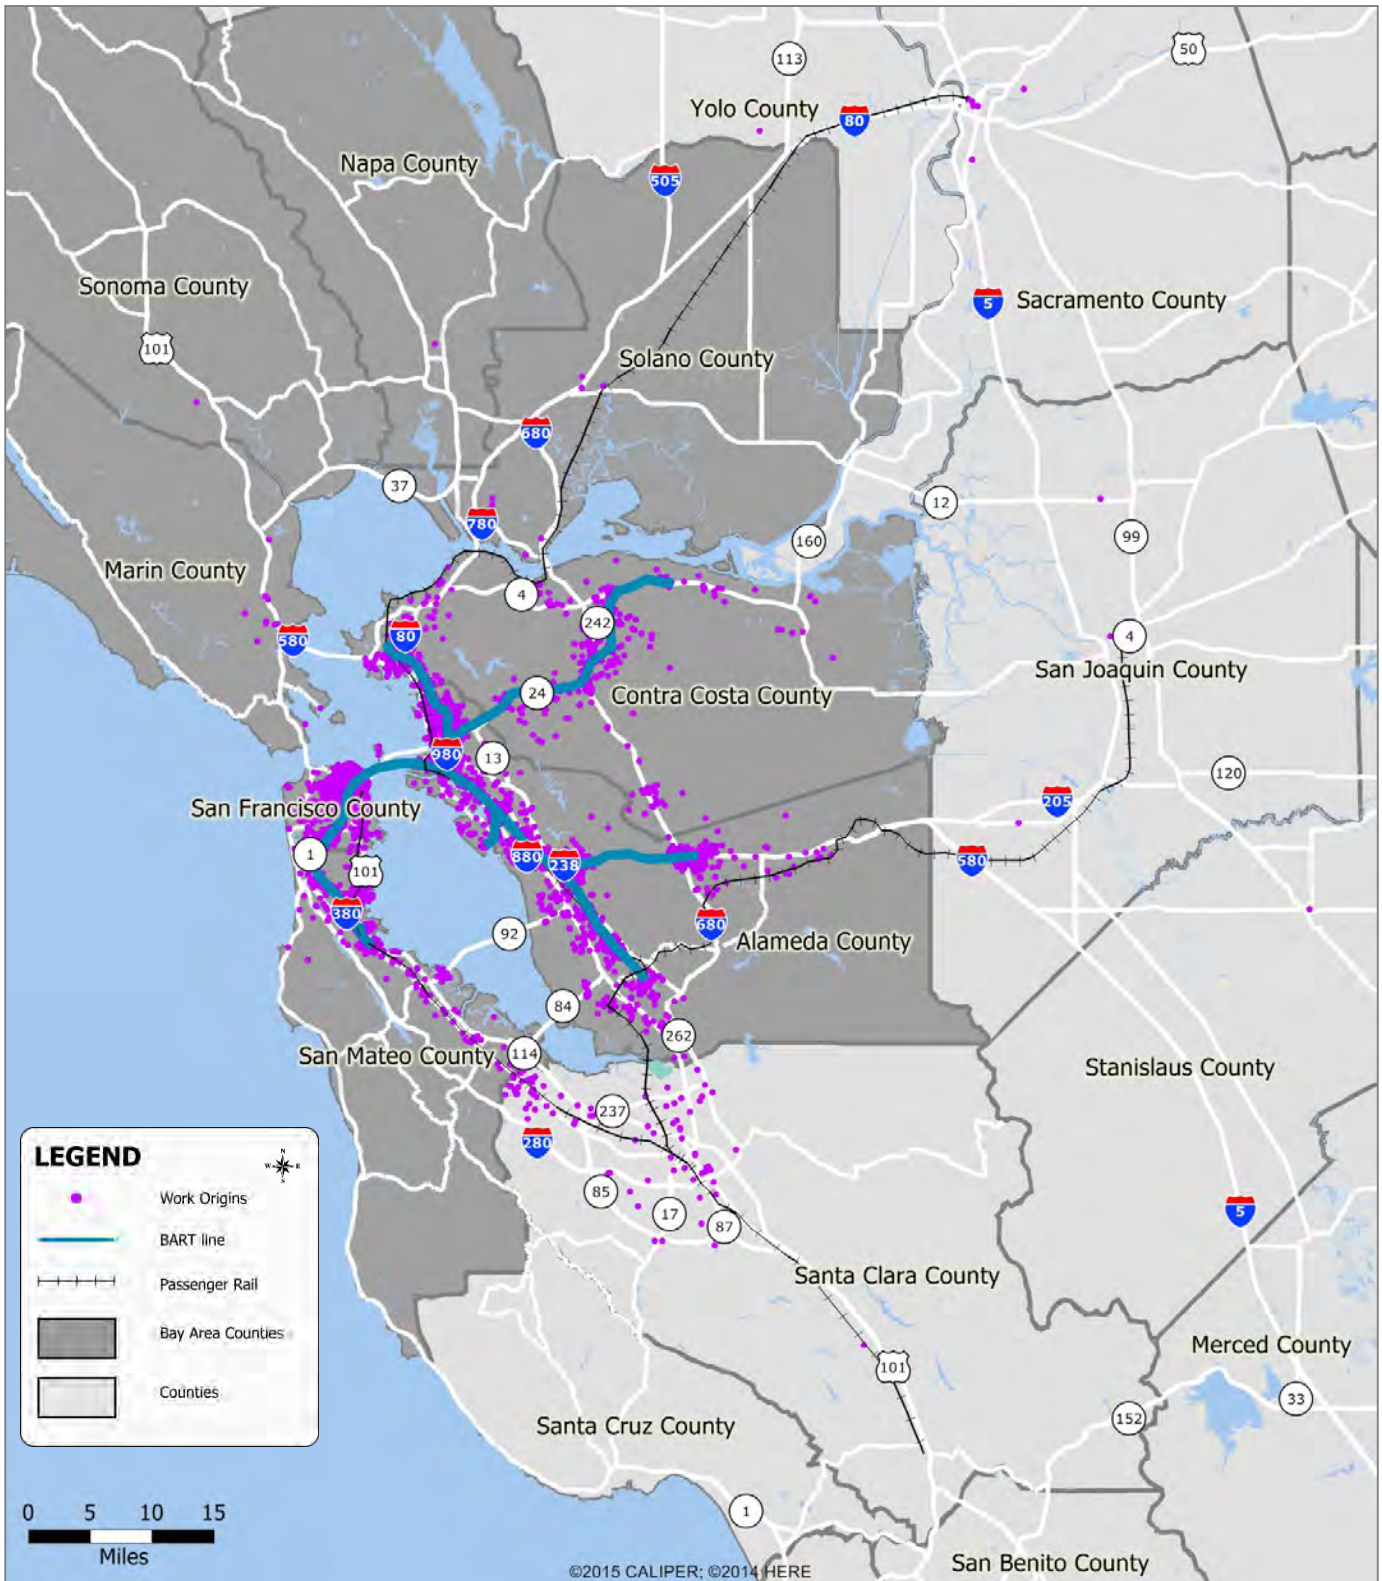 50
113
Yolo County
80
Napa County
505
Sonoma County
5
Sacramento County
101
Solano County
680
37
12
780
160
99
Marin County
4
242
580
80
4
San Joaquin County
24
Contra Costa County
980
13
120
San Francisco County
205
1
880
238
580
101
380
680
92
Alameda County
84
262
San Mateo County
114
Stanislaus County
237
280
LEGEND
N
W
E
S
Work Origins
BART line
Passenger Rail
Bay Area Counties
Counties
85
17
87
5
Santa Clara County
Merced County
101
33
152
Santa Cruz County
0 5 10 15
Miles
1
San Benito County
©2015 CALIPER; ©2014 HERE